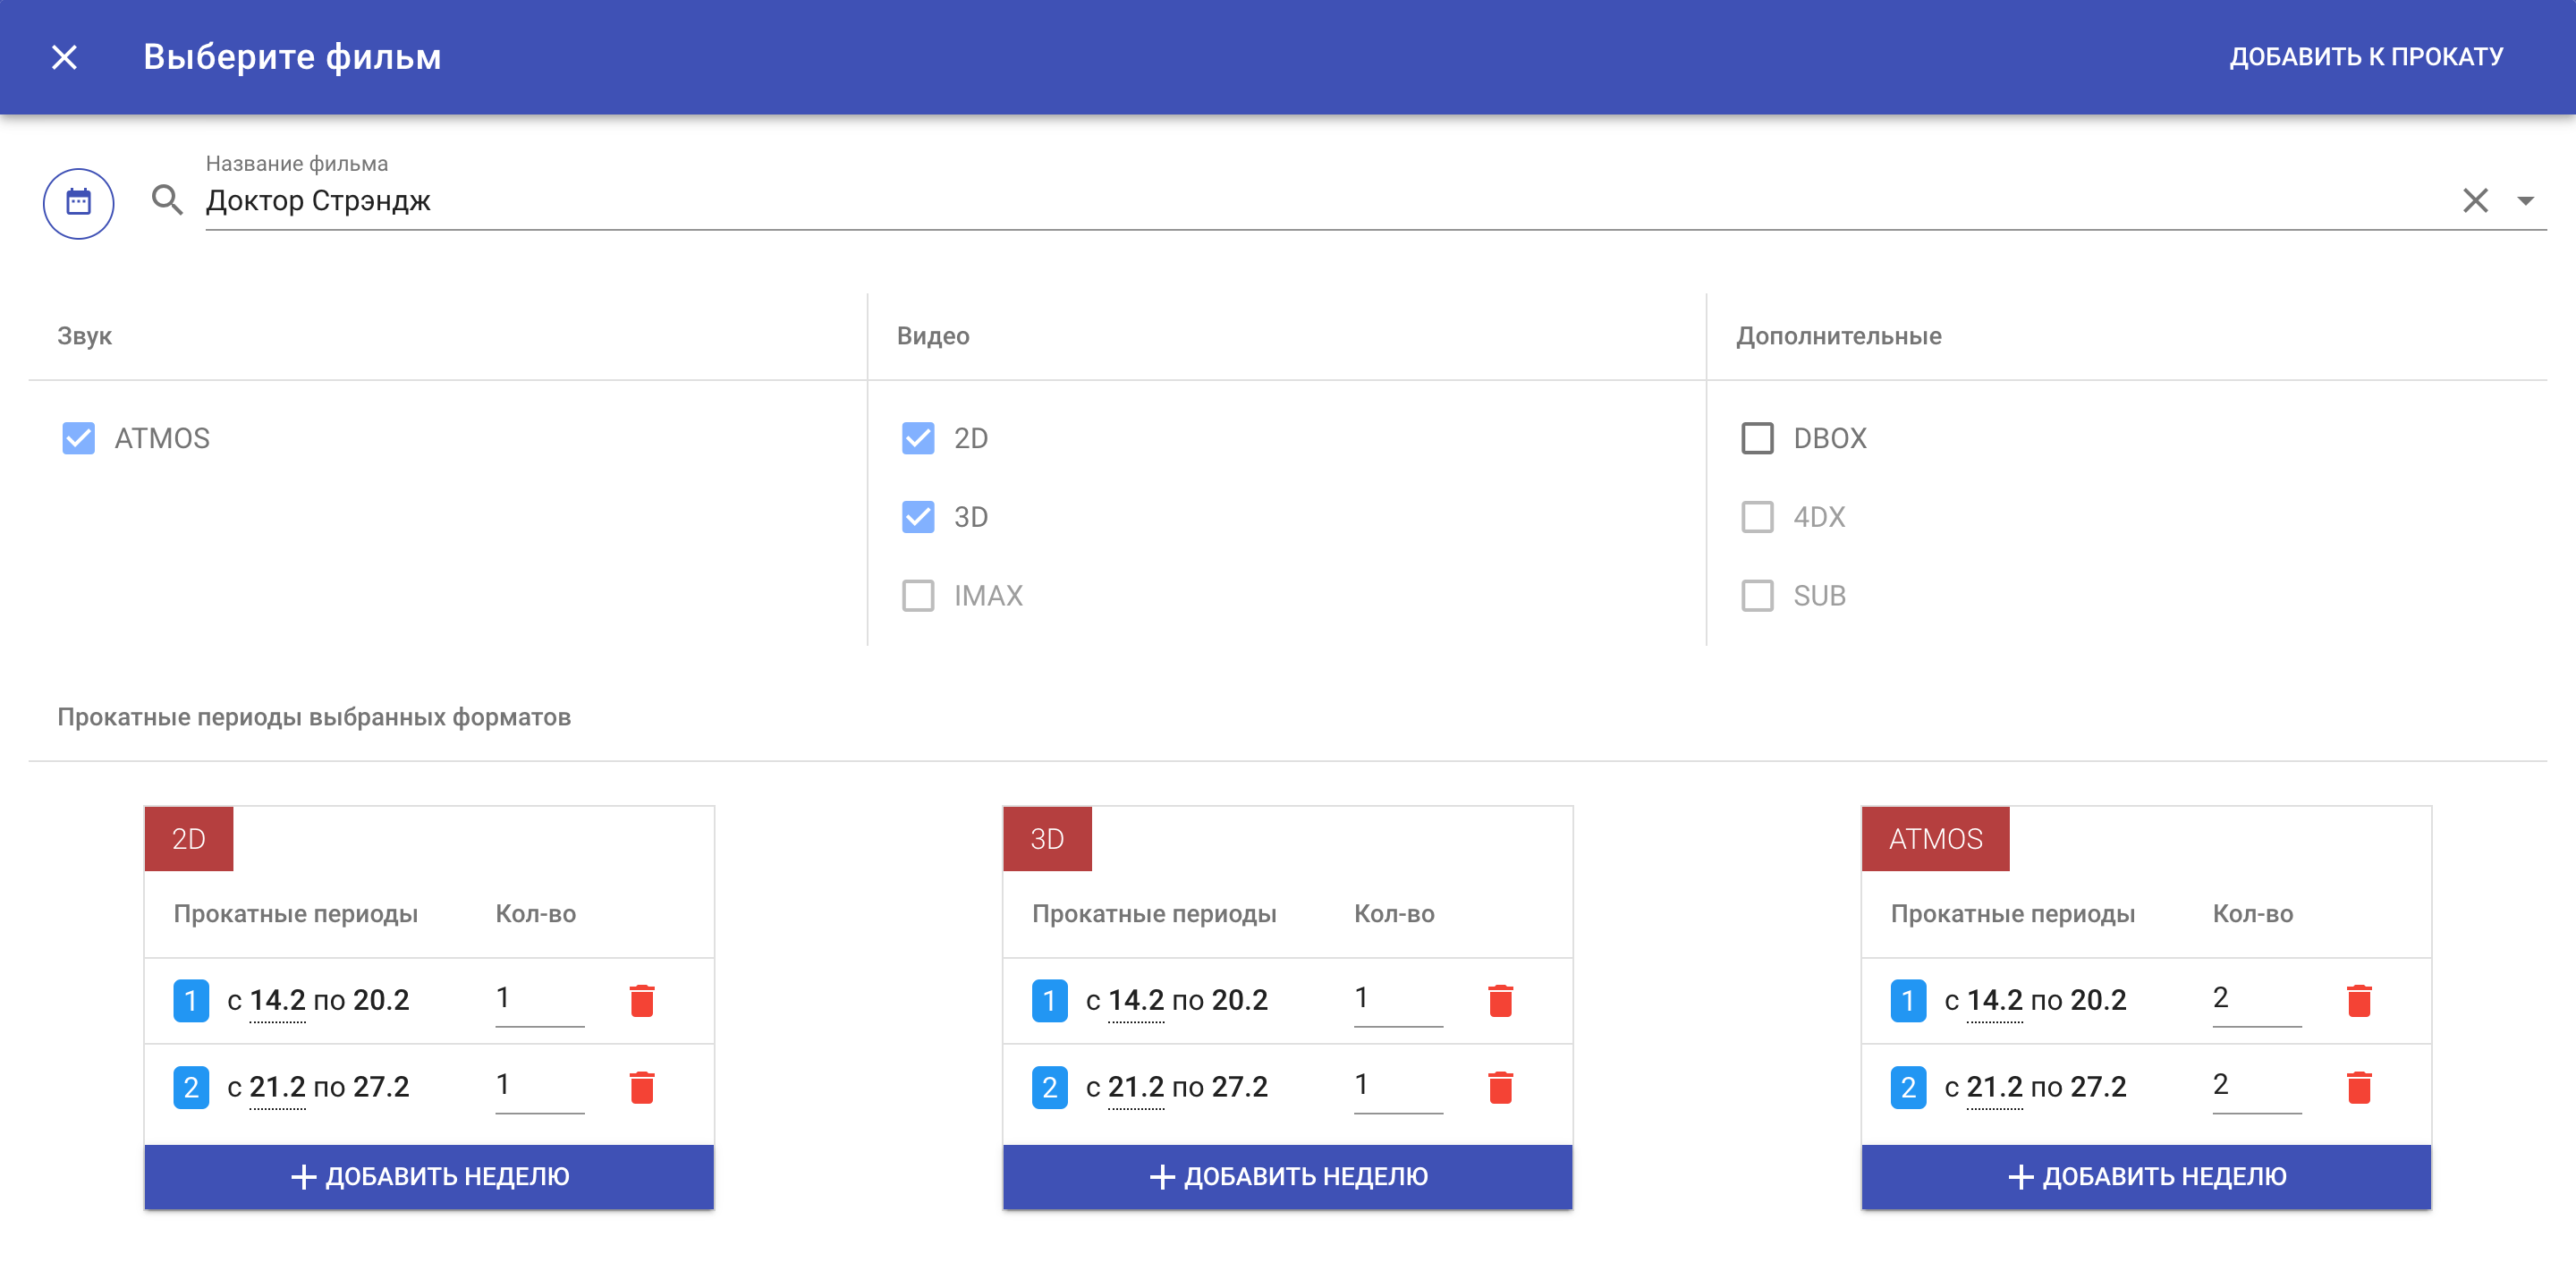 Выберите фильм
ДОБАВИТЬ К ПРОКАТУ
Название фильма
Доктор Стрэндж
Звук
Видео
Дополнительные
ATMOS
2D
DBOX
3D
4DX
IMAX
SUB
Прокатные периоды выбранных форматов
2D
Прокатные периоды Кол-во
1 с 14.2 по 20.2 1
2 с 21.2 по 27.2 1
ДОБАВИТЬ НЕДЕЛЮ
3D
Прокатные периоды Кол-во
1 с 14.2 по 20.2 1
2 с 21.2 по 27.2 1
ДОБАВИТЬ НЕДЕЛЮ
ATMOS
Прокатные периоды Кол-во
1 с 14.2 по 20.2 2
2 с 21.2 по 27.2 2
ДОБАВИТЬ НЕДЕЛЮ